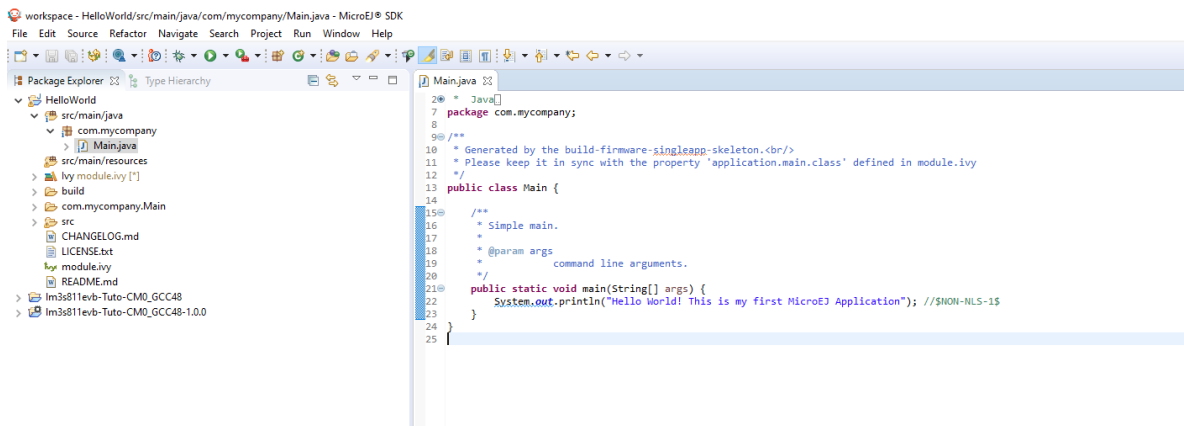 workspace - HelloWorld/src/main/java/com/mycompany/Main.java - MicroEJ® SDK
File Edit Source Refactor Navigate Search Project Run Window Help
Package Explorer Type Hierarchy
HelloWorld
src/main/java
com.mycompany
Main.java
src/main/resources
Ivy module.ivy [*]
build
com.mycompany.Main
src
CHANGELOG.md
LICENSE.txt
module.ivy
README.md
lm3s811evb-Tuto-CM0_GCC48
lm3s811evb-Tuto-CM0_GCC48-1.0.0
Main.java
2 * Java
7 package com.mycompany;
8
9 /**
10 * Generated by the build-firmware-singleapp-skeleton.<br/>
11 * Please keep it in sync with the property 'application.main.class' defined in module.ivy
12 */
13 public class Main {
14
15 /**
16 * Simple main.
17 *
18 * @param args
19 * command line arguments.
20 */
21 public static void main(String[] args) {
22 System.out.println("Hello World! This is my first MicroEJ Application"); //$NON-NLS-1$
23 }
24 }
25